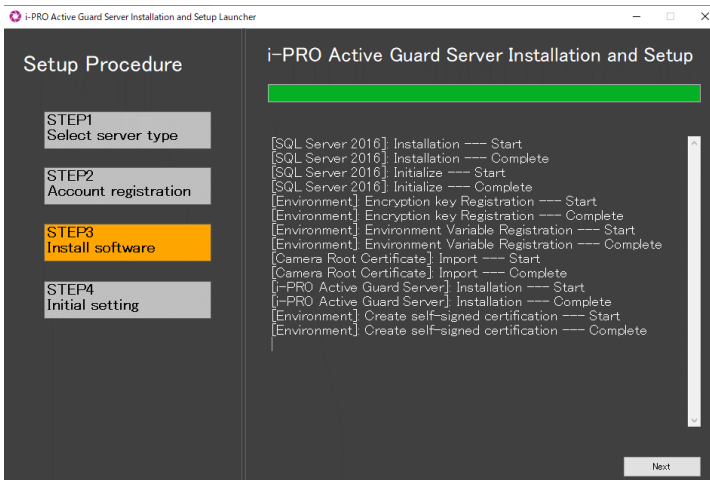 i-PRO Active Guard Server Installation and Setup Launcher
Setup Procedure
STEP1
Select server type
STEP2
Account registration
STEP3
Install software
STEP4
Initial setting
i-PRO Active Guard Server Installation and Setup
[SQL Server 2016]: Installation --- Start
[SQL Server 2016]: Installation --- Complete
[SQL Server 2016]: Initialize --- Start
[SQL Server 2016]: Initialize --- Complete
[Environment]: Encryption key Registration --- Start
[Environment]: Encryption key Registration --- Complete
[Environment]: Environment Variable Registration --- Start
[Environment]: Environment Variable Registration --- Complete
[Camera Root Certificate]: Import --- Start
[Camera Root Certificate]: Import --- Complete
[i-PRO Active Guard Server]: Installation --- Start
[i-PRO Active Guard Server]: Installation --- Complete
[Environment]: Create self-signed certification --- Start
[Environment]: Create self-signed certification --- Complete
Next